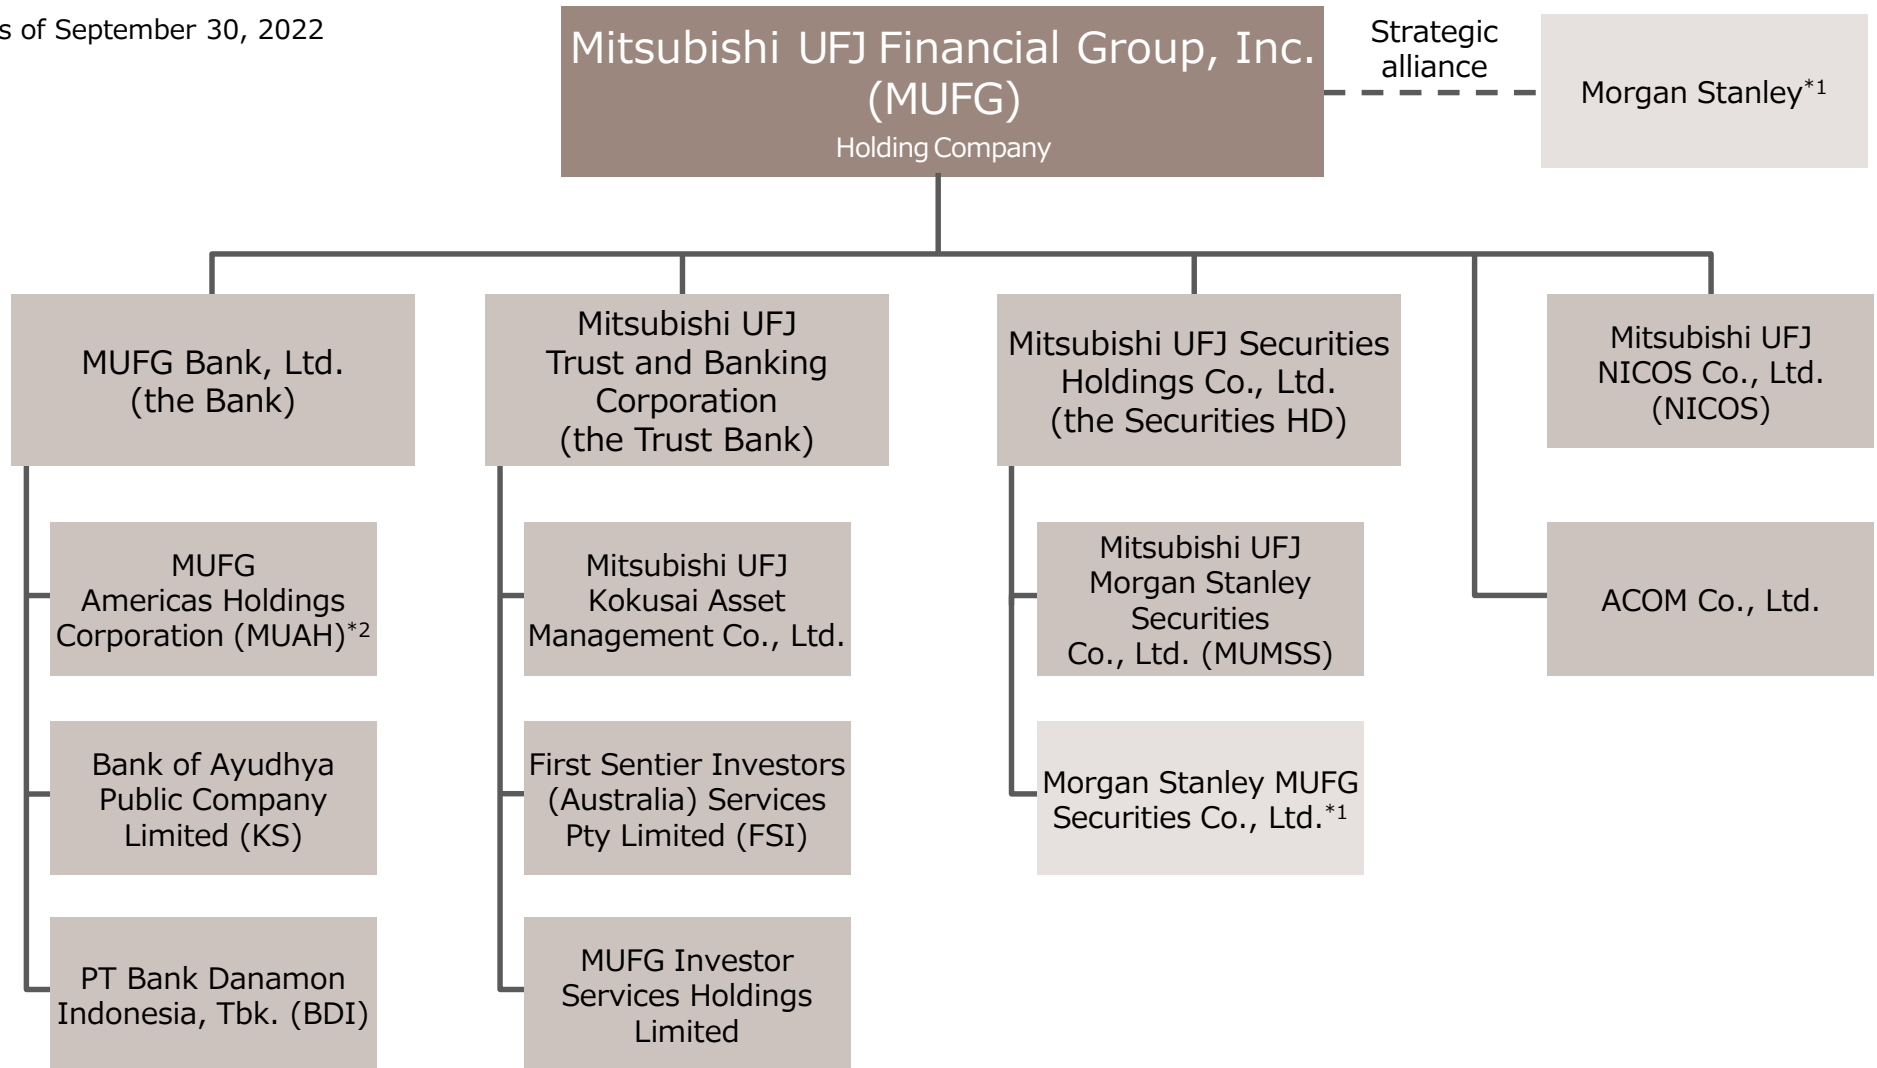 s of September 30, 2022
Mitsubishi UFJ Financial Group, Inc.
(MUFG)
Holding Company
Strategic
alliance
Morgan Stanley*1
MUFG Bank, Ltd.
(the Bank)
Mitsubishi UFJ
Trust and Banking
Corporation
(the Trust Bank)
Mitsubishi UFJ Securities
Holdings Co., Ltd.
(the Securities HD)
Mitsubishi UFJ
NICOS Co., Ltd.
(NICOS)
MUFG
Americas Holdings
Corporation (MUAH)*2
Mitsubishi UFJ
Kokusai Asset
Management Co., Ltd.
Mitsubishi UFJ
Morgan Stanley
Securities
Co., Ltd. (MUMSS)
ACOM Co., Ltd.
Bank of Ayudhya
Public Company
Limited (KS)
First Sentier Investors
(Australia) Services
Pty Limited (FSI)
Morgan Stanley MUFG
Securities Co., Ltd.*1
PT Bank Danamon
Indonesia, Tbk. (BDI)
MUFG Investor
Services Holdings
Limited